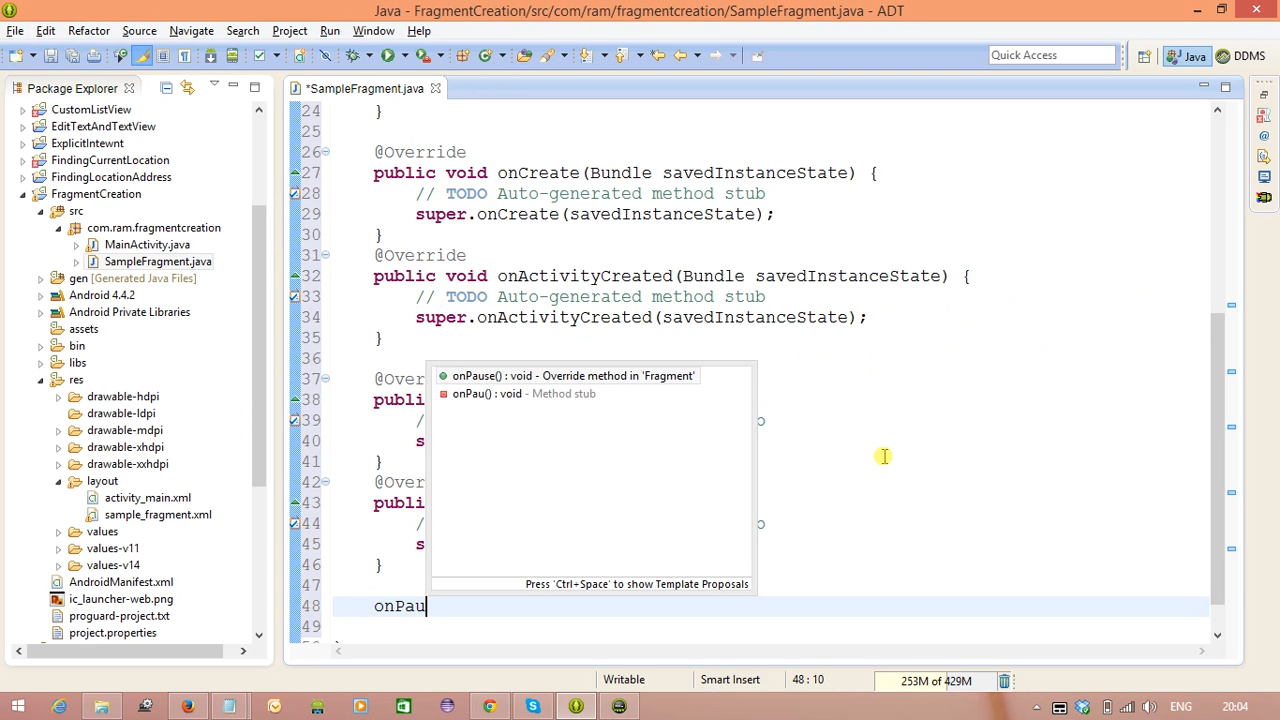 Java - FragmentCreation/src/com/ram/fragmentcreation/SampleFragment.java - ADT
File Edit Refactor Source Navigate Search Project Run Window Help
Quick Access
Java
DDMS
Package Explorer
*SampleFragment.java
CustomListView
EditTextAndTextView
ExplicitIntewnt
FindingCurrentLocation
FindingLocationAddress
FragmentCreation
src
com.ram.fragmentcreation
MainActivity.java
SampleFragment.java
gen [Generated Java Files]
Android 4.4.2
Android Private Libraries
assets
bin
libs
res
drawable-hdpi
drawable-ldpi
drawable-mdpi
drawable-xhdpi
drawable-xxhdpi
layout
activity_main.xml
sample_fragment.xml
values
values-v11
values-v14
AndroidManifest.xml
ic_launcher-web.png
proguard-project.txt
project.properties
24 }
25
26 @Override
27 public void onCreate(Bundle savedInstanceState) {
28 // TODO Auto-generated method stub
29 super.onCreate(savedInstanceState);
30 }
31 @Override
32 public void onActivityCreated(Bundle savedInstanceState) {
33 // TODO Auto-generated method stub
34 super.onActivityCreated(savedInstanceState);
35 }
36
37 @Over
38 publi
39 /
40 s
41 }
42 @Over
43 publi
44 /
45 s
46 }
47
48 onPau
49
onPause() : void - Override method in 'Fragment'
onPau() : void - Method stub
Press 'Ctrl+Space' to show Template Proposals
Writable
Smart Insert
48 : 10
253M of 429M
ENG
20:04